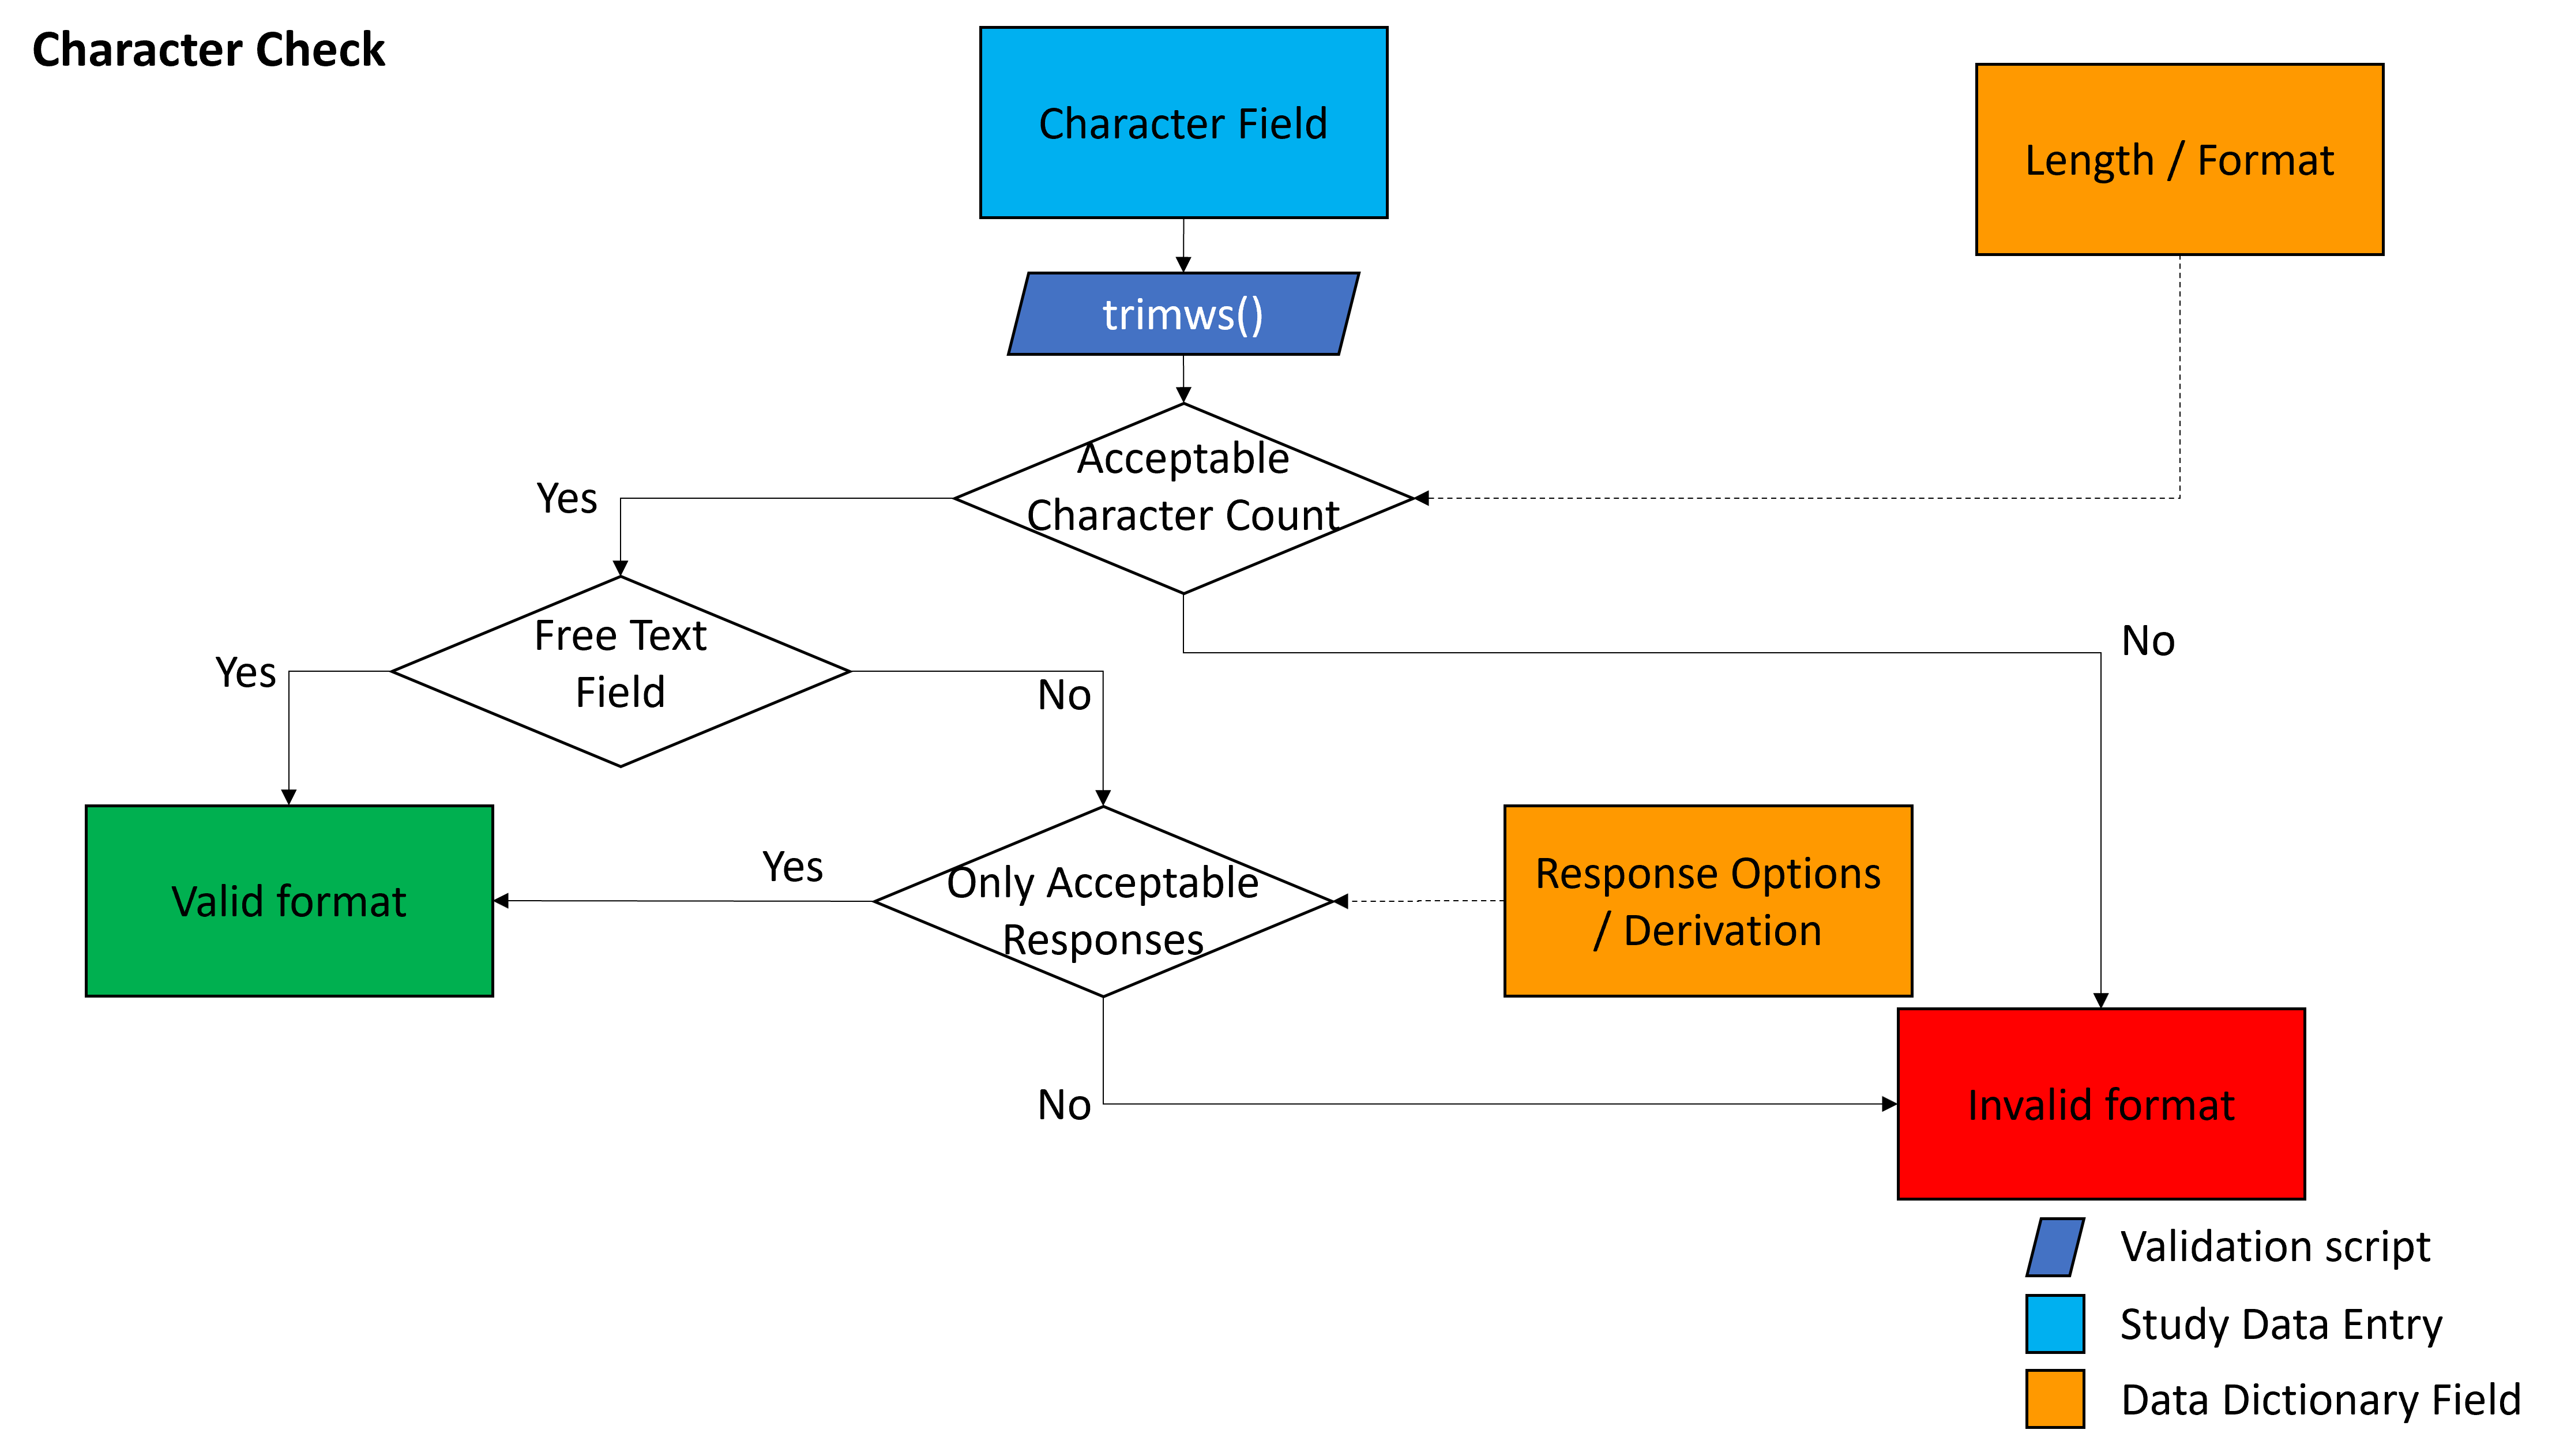 Character Check
Character Field
Length / Format
trimws()
Acceptable
Character Count
Yes
Free Text
Field
No
Yes
No
Valid format
Yes
Only Acceptable
Responses
Response Options
/ Derivation
No
Invalid format
Validation script
Study Data Entry
Data Dictionary Field